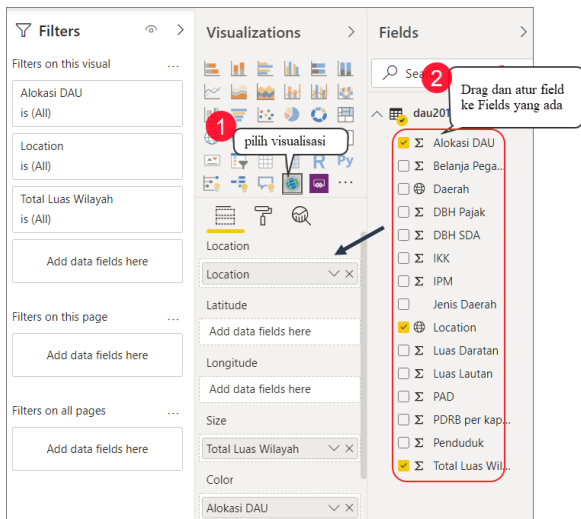 Filters
Filters on this visual
...
Alokasi DAU
is (All)
Location
is (All)
Total Luas Wilayah
is (All)
Add data fields here
Filters on this page
...
Add data fields here
Filters on all pages
...
Add data fields here
Visualizations
1
pilih visualisasi
R Py
...
Location
Location
Latitude
Add data fields here
Longitude
Add data fields here
Size
Total Luas Wilayah
Color
Alokasi DAU
Fields
2
Drag dan atur field
ke Fields yang ada
dau201
Alokasi DAU
Belanja Pega...
Daerah
DBH Pajak
DBH SDA
IKK
IPM
Jenis Daerah
Location
Luas Daratan
Luas Lautan
PAD
PDRB per kap...
Penduduk
Total Luas Wil...